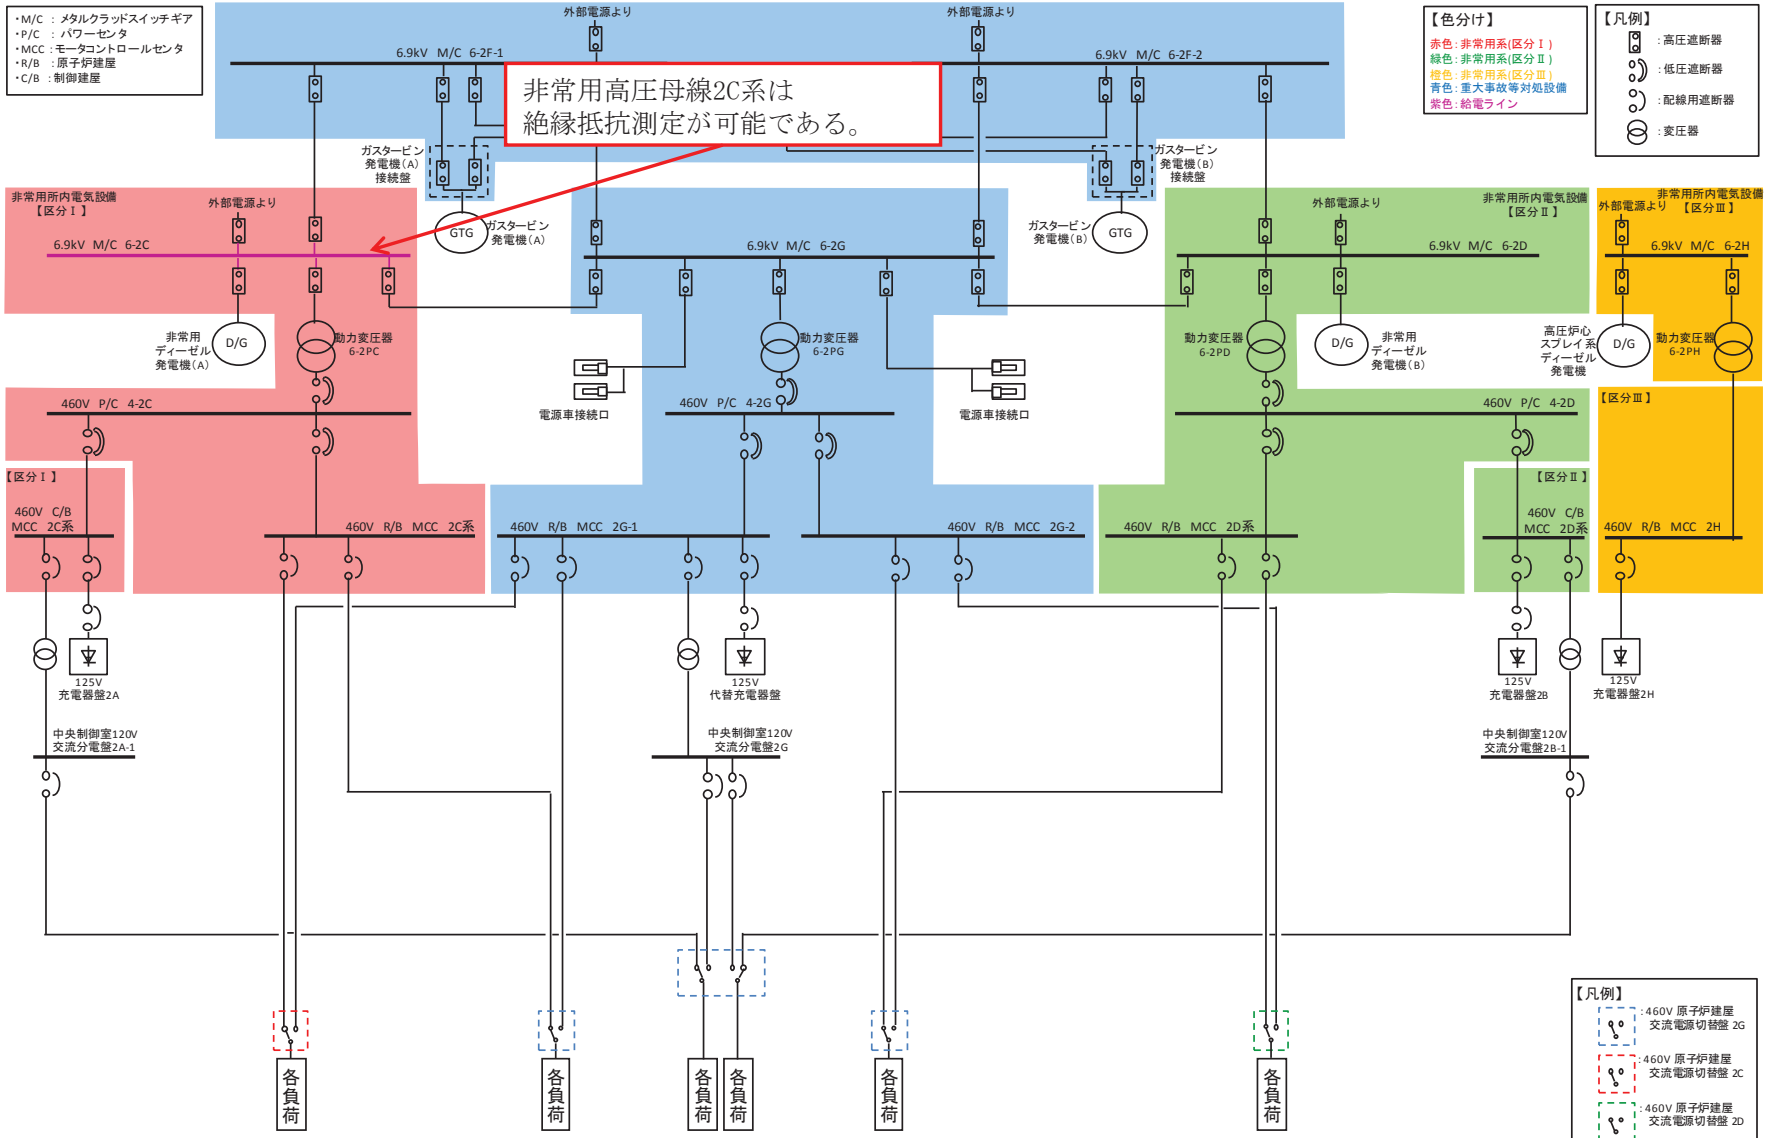 ・M/C ： メタルクラッドスイッチギア
・P/C ： パワーセンタ
・MCC ：モータコントロールセンタ
・R/B ：原子炉建屋
・C/B ：制御建屋
外部電源より
外部電源より
6.9kV M/C 6-2F-1
6.9kV M/C 6-2F-2
非常用高圧母線2C系は
絶縁抵抗測定が可能である。
【色分け】
赤色：非常用系(区分Ⅰ)
緑色：非常用系(区分Ⅱ)
橙色：非常用系(区分Ⅲ)
青色：重大事故等対処設備
紫色：給電ライン
【凡例】
：高圧遮断器
：低圧遮断器
：配線用遮断器
：変圧器
ガスタービン
発電機(A)
接続盤
ガスタービン
発電機(B)
接続盤
GTG
ガスタービン
発電機(A)
ガスタービン
発電機(B)
GTG
非常用所内電気設備
【区分Ⅰ】
外部電源より
6.9kV M/C 6-2C
6.9kV M/C 6-2G
外部電源より
非常用所内電気設備
【区分Ⅱ】
6.9kV M/C 6-2D
非常用所内電気設備
外部電源より 【区分Ⅲ】
6.9kV M/C 6-2H
非常用
ディーゼル
発電機(A)
D/G
動力変圧器
6-2PC
動力変圧器
6-2PG
動力変圧器
6-2PD
D/G
非常用
ディーゼル
発電機(B)
高圧炉心
スプレイ系
ディーゼル
発電機
D/G
動力変圧器
6-2PH
電源車接続口
電源車接続口
460V P/C 4-2C
460V P/C 4-2G
460V P/C 4-2D
【区分Ⅲ】
【区分Ⅰ】
460V C/B
MCC 2C系
460V R/B MCC 2C系
460V R/B MCC 2G-1
460V R/B MCC 2G-2
460V R/B MCC 2D系
【区分Ⅱ】
460V C/B
MCC 2D系
460V R/B MCC 2H
125V
充電器盤2A
125V
代替充電器盤
125V
充電器盤2B
125V
充電器盤2H
中央制御室120V
交流分電盤2A-1
中央制御室120V
交流分電盤2G
中央制御室120V
交流分電盤2B-1
各負荷
各負荷
各負荷
各負荷
各負荷
各負荷
【凡例】
：460V 原子炉建屋
交流電源切替盤 2G
：460V 原子炉建屋
交流電源切替盤 2C
：460V 原子炉建屋
交流電源切替盤 2D